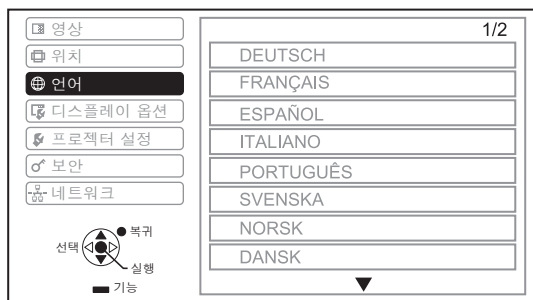 영상
위치
언어
디스플레이 옵션
프로젝터 설정
보안
네트워크
선택
복귀
실행
기능
1/2
DEUTSCH
FRANÇAIS
ESPAÑOL
ITALIANO
PORTUGUÊS
SVENSKA
NORSK
DANSK